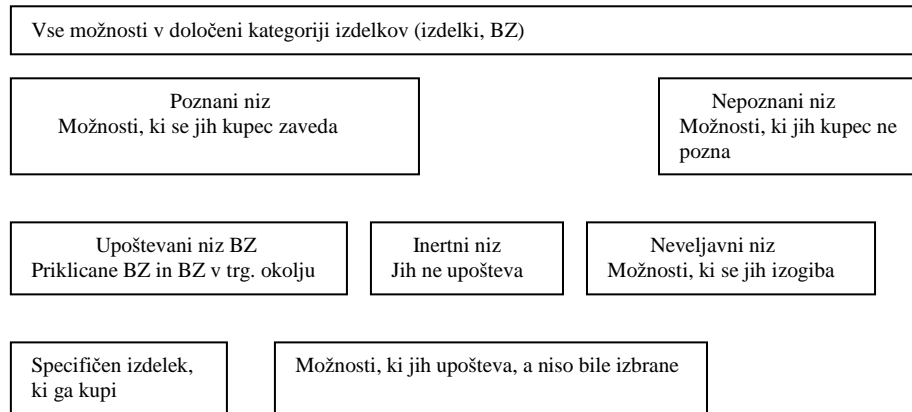 Vse možnosti v določeni kategoriji izdelkov (izdelki, BZ)
Poznani niz
Možnosti, ki se jih kupec zaveda
Nepoznani niz
Možnosti, ki jih kupec ne
pozna
Upoštevani niz BZ
Priklicane BZ in BZ v trg. okolju
Inertni niz
Jih ne upošteva
Neveljavni niz
Možnosti, ki se jih izogiba
Specifičen izdelek,
ki ga kupi
Možnosti, ki jih upošteva, a niso bile izbrane